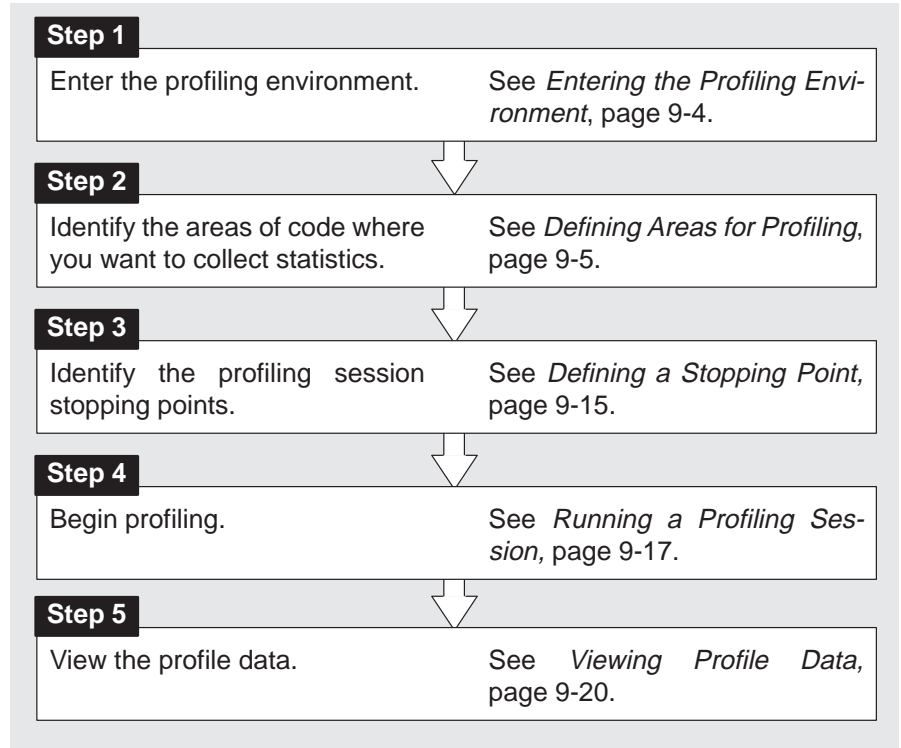 Step 1
Enter the profiling environment.
See Entering the Profiling Envi-
ronment, page 9-4.
Step 2
Identify the areas of code where
you want to collect statistics.
See Defining Areas for Profiling,
page 9-5.
Step 3
Identify the profiling session
stopping points.
See Defining a Stopping Point,
page 9-15.
Step 4
Begin profiling.
See Running a Profiling Ses-
sion, page 9-17.
Step 5
View the profile data.
See Viewing Profile Data,
page 9-20.